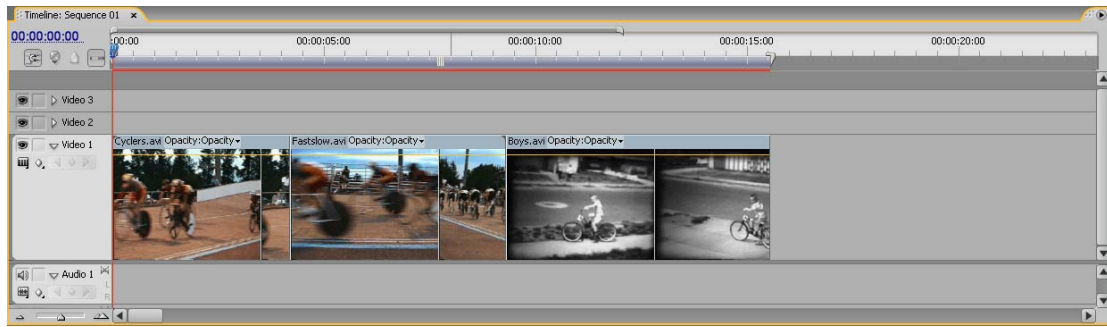 Timeline: Sequence 01 x
00:00:00:00
:00:00 00:00:05:00 00:00:10:00 00:00:15:00 00:00:20:00
Video 3
Video 2
Video 1
Cyclers.avi Opacity:Opacity Fastslow.avi Opacity:Opacity Boys.avi Opacity:Opacity
Audio 1
L
R